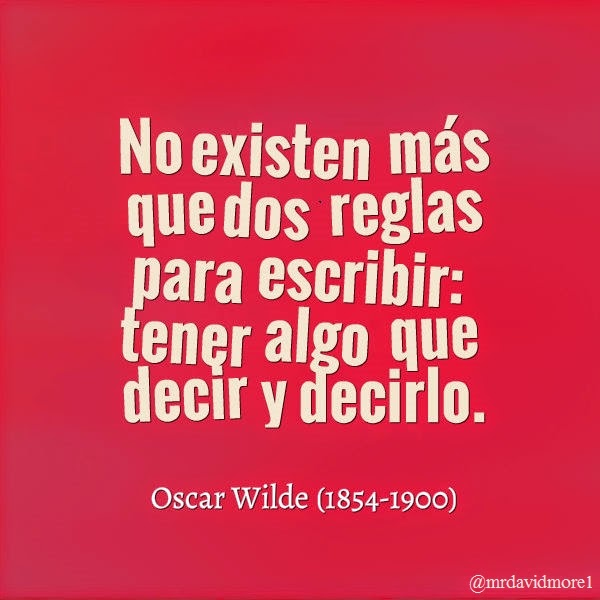 No existen más
que dos reglas
para escribir:
tener algo que
decir y decirlo.
Oscar Wilde (1854-1900)
@mrdavidmore1